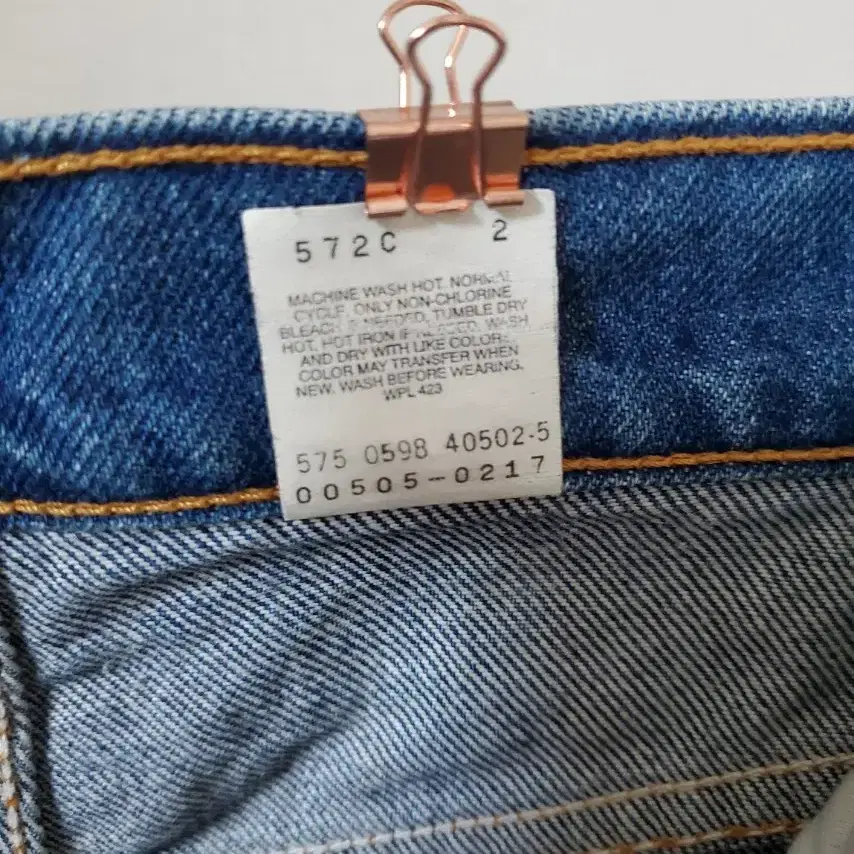 572C 2
MACHINE WASH HOT NORMAL
CYCLE ONLY NON-CHLORINE
BLEACH IF NEEDED, TUMBLE DRY
HOT, HOT IRON IF NEEDED. WASH
AND DRY WITH LIKE COLORS.
COLOR MAY TRANSFER WHEN
NEW. WASH BEFORE WEARING.
WPL 423
575 0598 40502-5
00505-0217